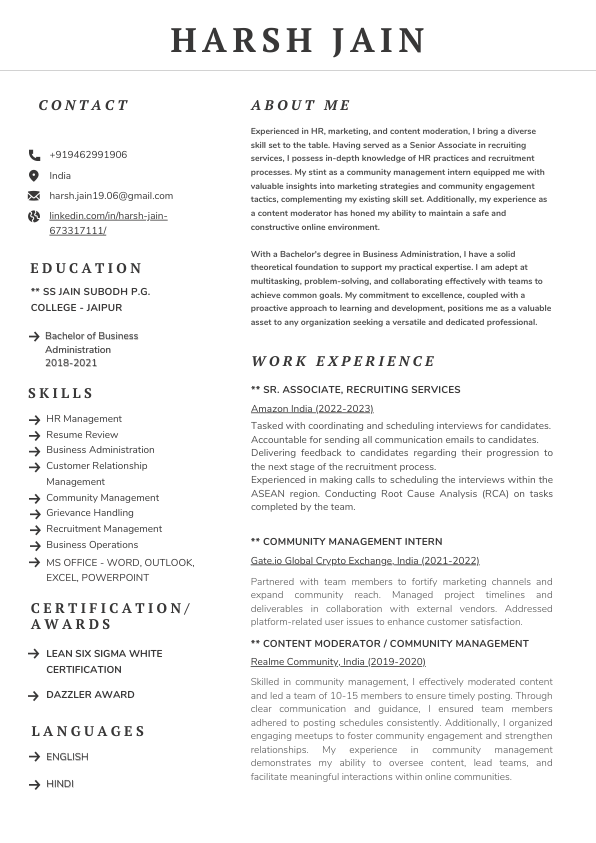 HARSH JAIN
CONTACT
+919462991906
India
harsh.jain19.06@gmail.com
linkedin.com/in/harsh-jain-
673317111/
EDUCATION
** SS JAIN SUBODH P.G.
COLLEGE - JAIPUR
Bachelor of Business
Administration
2018-2021
SKILLS
HR Management
Resume Review
Business Administration
Customer Relationship
Management
Community Management
Grievance Handling
Recruitment Management
Business Operations
MS OFFICE - WORD, OUTLOOK,
EXCEL, POWERPOINT
CERTIFICATION/
AWARDS
LEAN SIX SIGMA WHITE
CERTIFICATION
DAZZLER AWARD
LANGUAGES
ENGLISH
HINDI
ABOUT ME
Experienced in HR, marketing, and content moderation, I bring a diverse
skill set to the table. Having served as a Senior Associate in recruiting
services, I possess in-depth knowledge of HR practices and recruitment
processes. My stint as a community management intern equipped me with
valuable insights into marketing strategies and community engagement
tactics, complementing my existing skill set. Additionally, my experience as
a content moderator has honed my ability to maintain a safe and
constructive online environment.
With a Bachelor's degree in Business Administration, I have a solid
theoretical foundation to support my practical expertise. I am adept at
multitasking, problem-solving, and collaborating effectively with teams to
achieve common goals. My commitment to excellence, coupled with a
proactive approach to learning and development, positions me as a valuable
asset to any organization seeking a versatile and dedicated professional.
WORK EXPERIENCE
** SR. ASSOCIATE, RECRUITING SERVICES
Amazon India (2022-2023)
Tasked with coordinating and scheduling interviews for candidates.
Accountable for sending all communication emails to candidates.
Delivering feedback to candidates regarding their progression to
the next stage of the recruitment process.
Experienced in making calls to scheduling the interviews within the
ASEAN region. Conducting Root Cause Analysis (RCA) on tasks
completed by the team.
** COMMUNITY MANAGEMENT INTERN
Gate.io Global Crypto Exchange, India (2021-2022)
Partnered with team members to fortify marketing channels and
expand community reach. Managed project timelines and
deliverables in collaboration with external vendors. Addressed
platform-related user issues to enhance customer satisfaction.
** CONTENT MODERATOR / COMMUNITY MANAGEMENT
Realme Community, India (2019-2020)
Skilled in community management, I effectively moderated content
and led a team of 10-15 members to ensure timely posting. Through
clear communication and guidance, I ensured team members
adhered to posting schedules consistently. Additionally, I organized
engaging meetups to foster community engagement and strengthen
relationships. My experience in community management
demonstrates my ability to oversee content, lead teams, and
facilitate meaningful interactions within online communities.